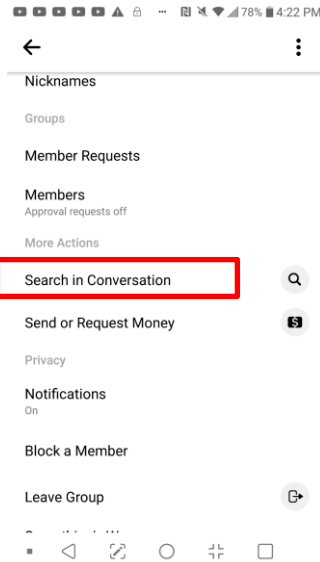 78% 4:22 PM
Nicknames
Groups
Member Requests
Members
Approval requests off
More Actions
Search in Conversation
Send or Request Money
Privacy
Notifications
On
Block a Member
Leave Group